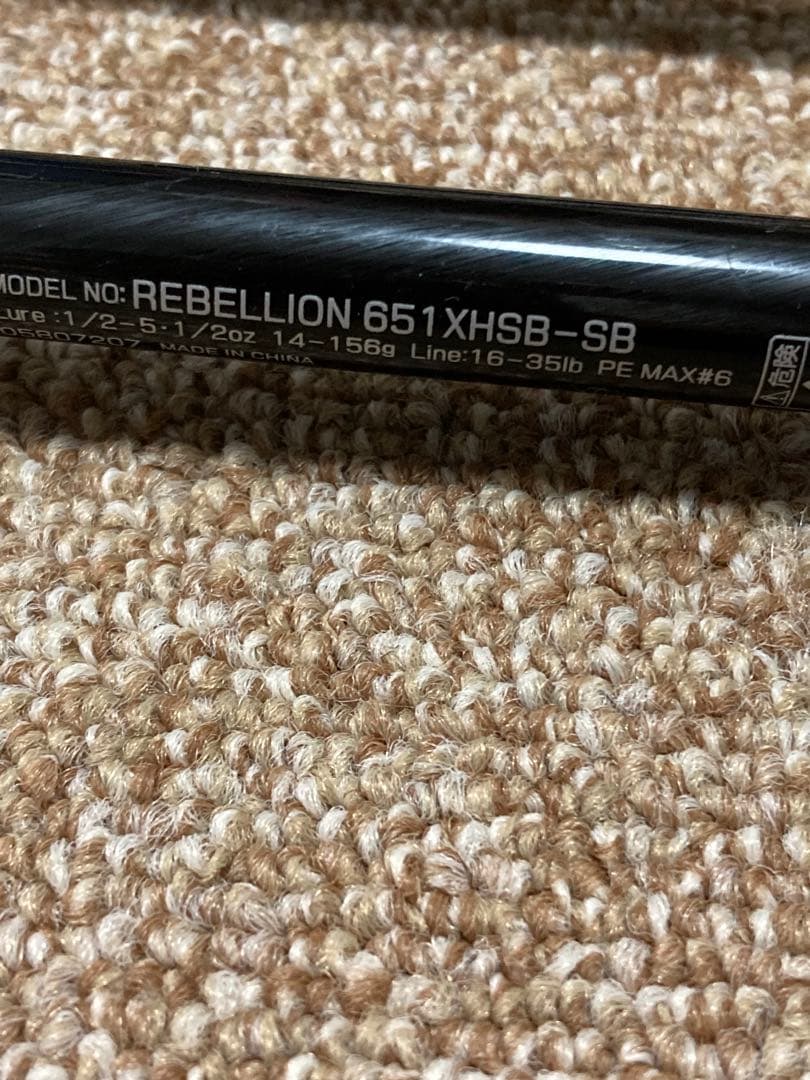 MODEL NO: REBELLION 651XHSB-SB
Lure :1/2-5・1/2oz 14-156g Line:16-35lb PE MAX#6
05807207 MADE IN CHINA
⚠危険